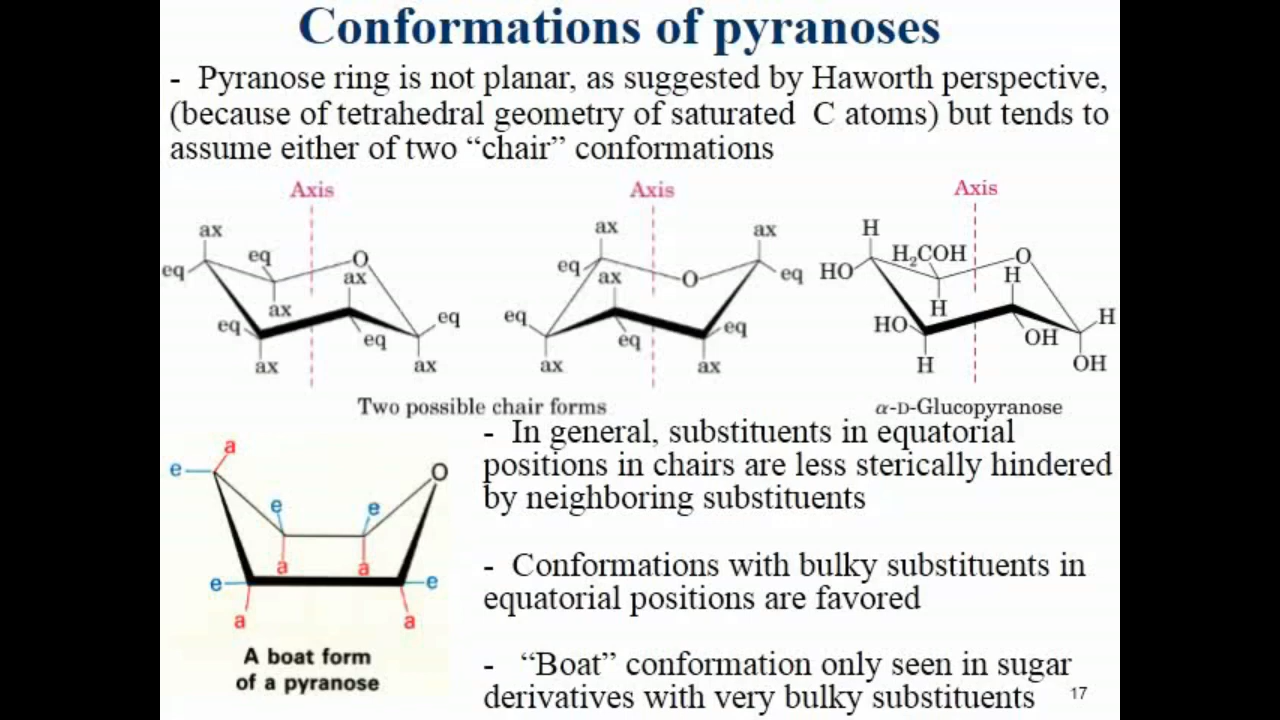 Conformations of pyranoses
- Pyranose ring is not planar, as suggested by Haworth perspective,
(because of tetrahedral geometry of saturated C atoms) but tends to
assume either of two “chair” conformations
Axis
ax
eq
eq
O
ax
ax
eq
eq
eq
ax
ax
Axis
ax
ax
eq
ax
O
eq
eq
eq
eq
ax
ax
Axis
H
H₂COH
O
HO
H
H
H
HO
OH
H
OH
Two possible chair forms
α-D-Glucopyranose
- In general, substituents in equatorial
positions in chairs are less sterically hindered
by neighboring substituents
- Conformations with bulky substituents in
equatorial positions are favored
- “Boat” conformation only seen in sugar
derivatives with very bulky substituents
a
e
O
e
e
a
a
e
e
a
a
A boat form
of a pyranose
17